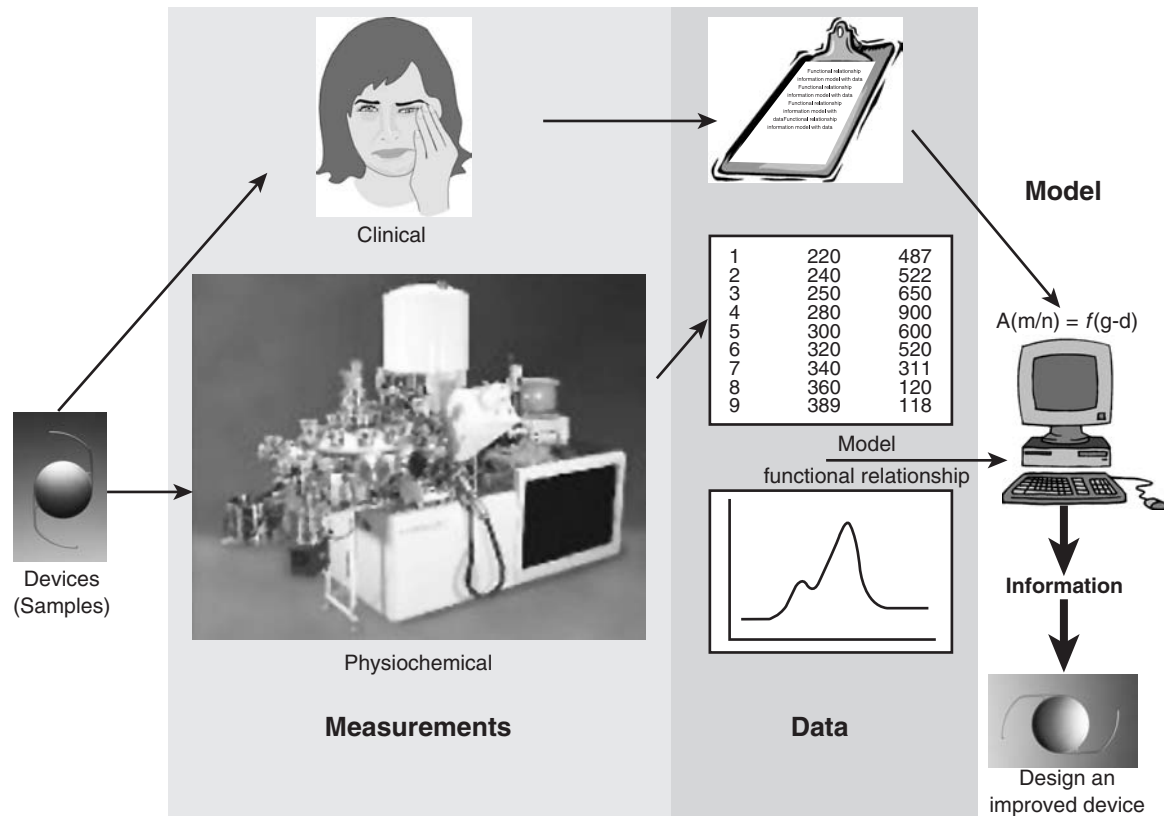 Functional relationship
information model with data
Functional relationship
information model with data
Functional relationship
information model with
dataFunctional relationship
information model with data
Clinical
Model
1 220 487
2 240 522
3 250 650
4 280 900
5 300 600
6 320 520
7 340 311
8 360 120
9 389 118
A(m/n) = f(g-d)
Model
functional relationship
Devices
(Samples)
Physiochemical
Information
Measurements
Data
Design an
improved device